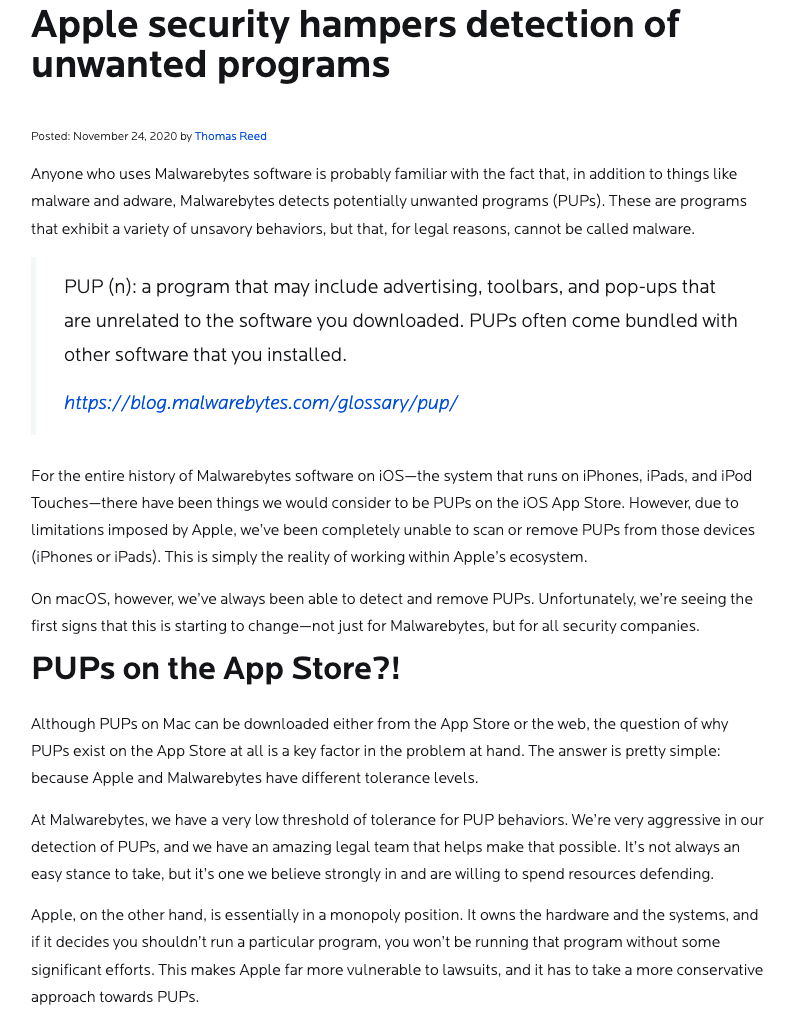 Apple security hampers detection of
unwanted programs
Posted: November 24, 2020 by Thomas Reed
Anyone who uses Malwarebytes software is probably familiar with the fact that, in addition to things like
malware and adware, Malwarebytes detects potentially unwanted programs (PUPs). These are programs
that exhibit a variety of unsavory behaviors, but that, for legal reasons, cannot be called malware.
PUP (n): a program that may include advertising, toolbars, and pop-ups that
are unrelated to the software you downloaded. PUPs often come bundled with
other software that you installed.
https://blog.malwarebytes.com/glossary/pup/
For the entire history of Malwarebytes software on iOS—the system that runs on iPhones, iPads, and iPod
Touches—there have been things we would consider to be PUPs on the iOS App Store. However, due to
limitations imposed by Apple, we’ve been completely unable to scan or remove PUPs from those devices
(iPhones or iPads). This is simply the reality of working within Apple’s ecosystem.
On macOS, however, we’ve always been able to detect and remove PUPs. Unfortunately, we’re seeing the
first signs that this is starting to change—not just for Malwarebytes, but for all security companies.
PUPs on the App Store?!
Although PUPs on Mac can be downloaded either from the App Store or the web, the question of why
PUPs exist on the App Store at all is a key factor in the problem at hand. The answer is pretty simple:
because Apple and Malwarebytes have different tolerance levels.
At Malwarebytes, we have a very low threshold of tolerance for PUP behaviors. We’re very aggressive in our
detection of PUPs, and we have an amazing legal team that helps make that possible. It’s not always an
easy stance to take, but it’s one we believe strongly in and are willing to spend resources defending.
Apple, on the other hand, is essentially in a monopoly position. It owns the hardware and the systems, and
if it decides you shouldn’t run a particular program, you won’t be running that program without some
significant efforts. This makes Apple far more vulnerable to lawsuits, and it has to take a more conservative
approach towards PUPs.